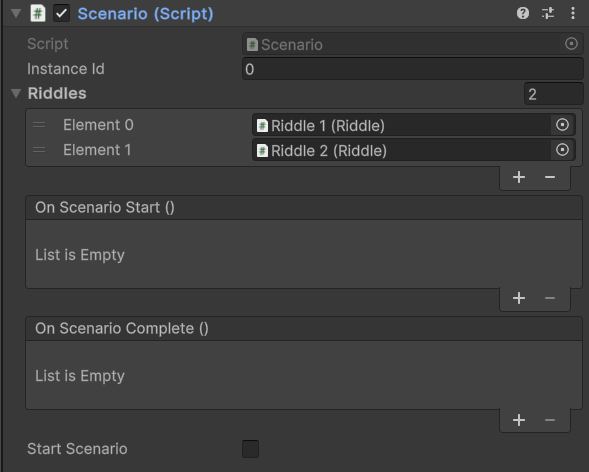 Scenario (Script)
Script Scenario
Instance Id 0
Riddles 2
Element 0 Riddle 1 (Riddle)
Element 1 Riddle 2 (Riddle)
+ −
On Scenario Start ()
List is Empty
+ −
On Scenario Complete ()
List is Empty
+ −
Start Scenario